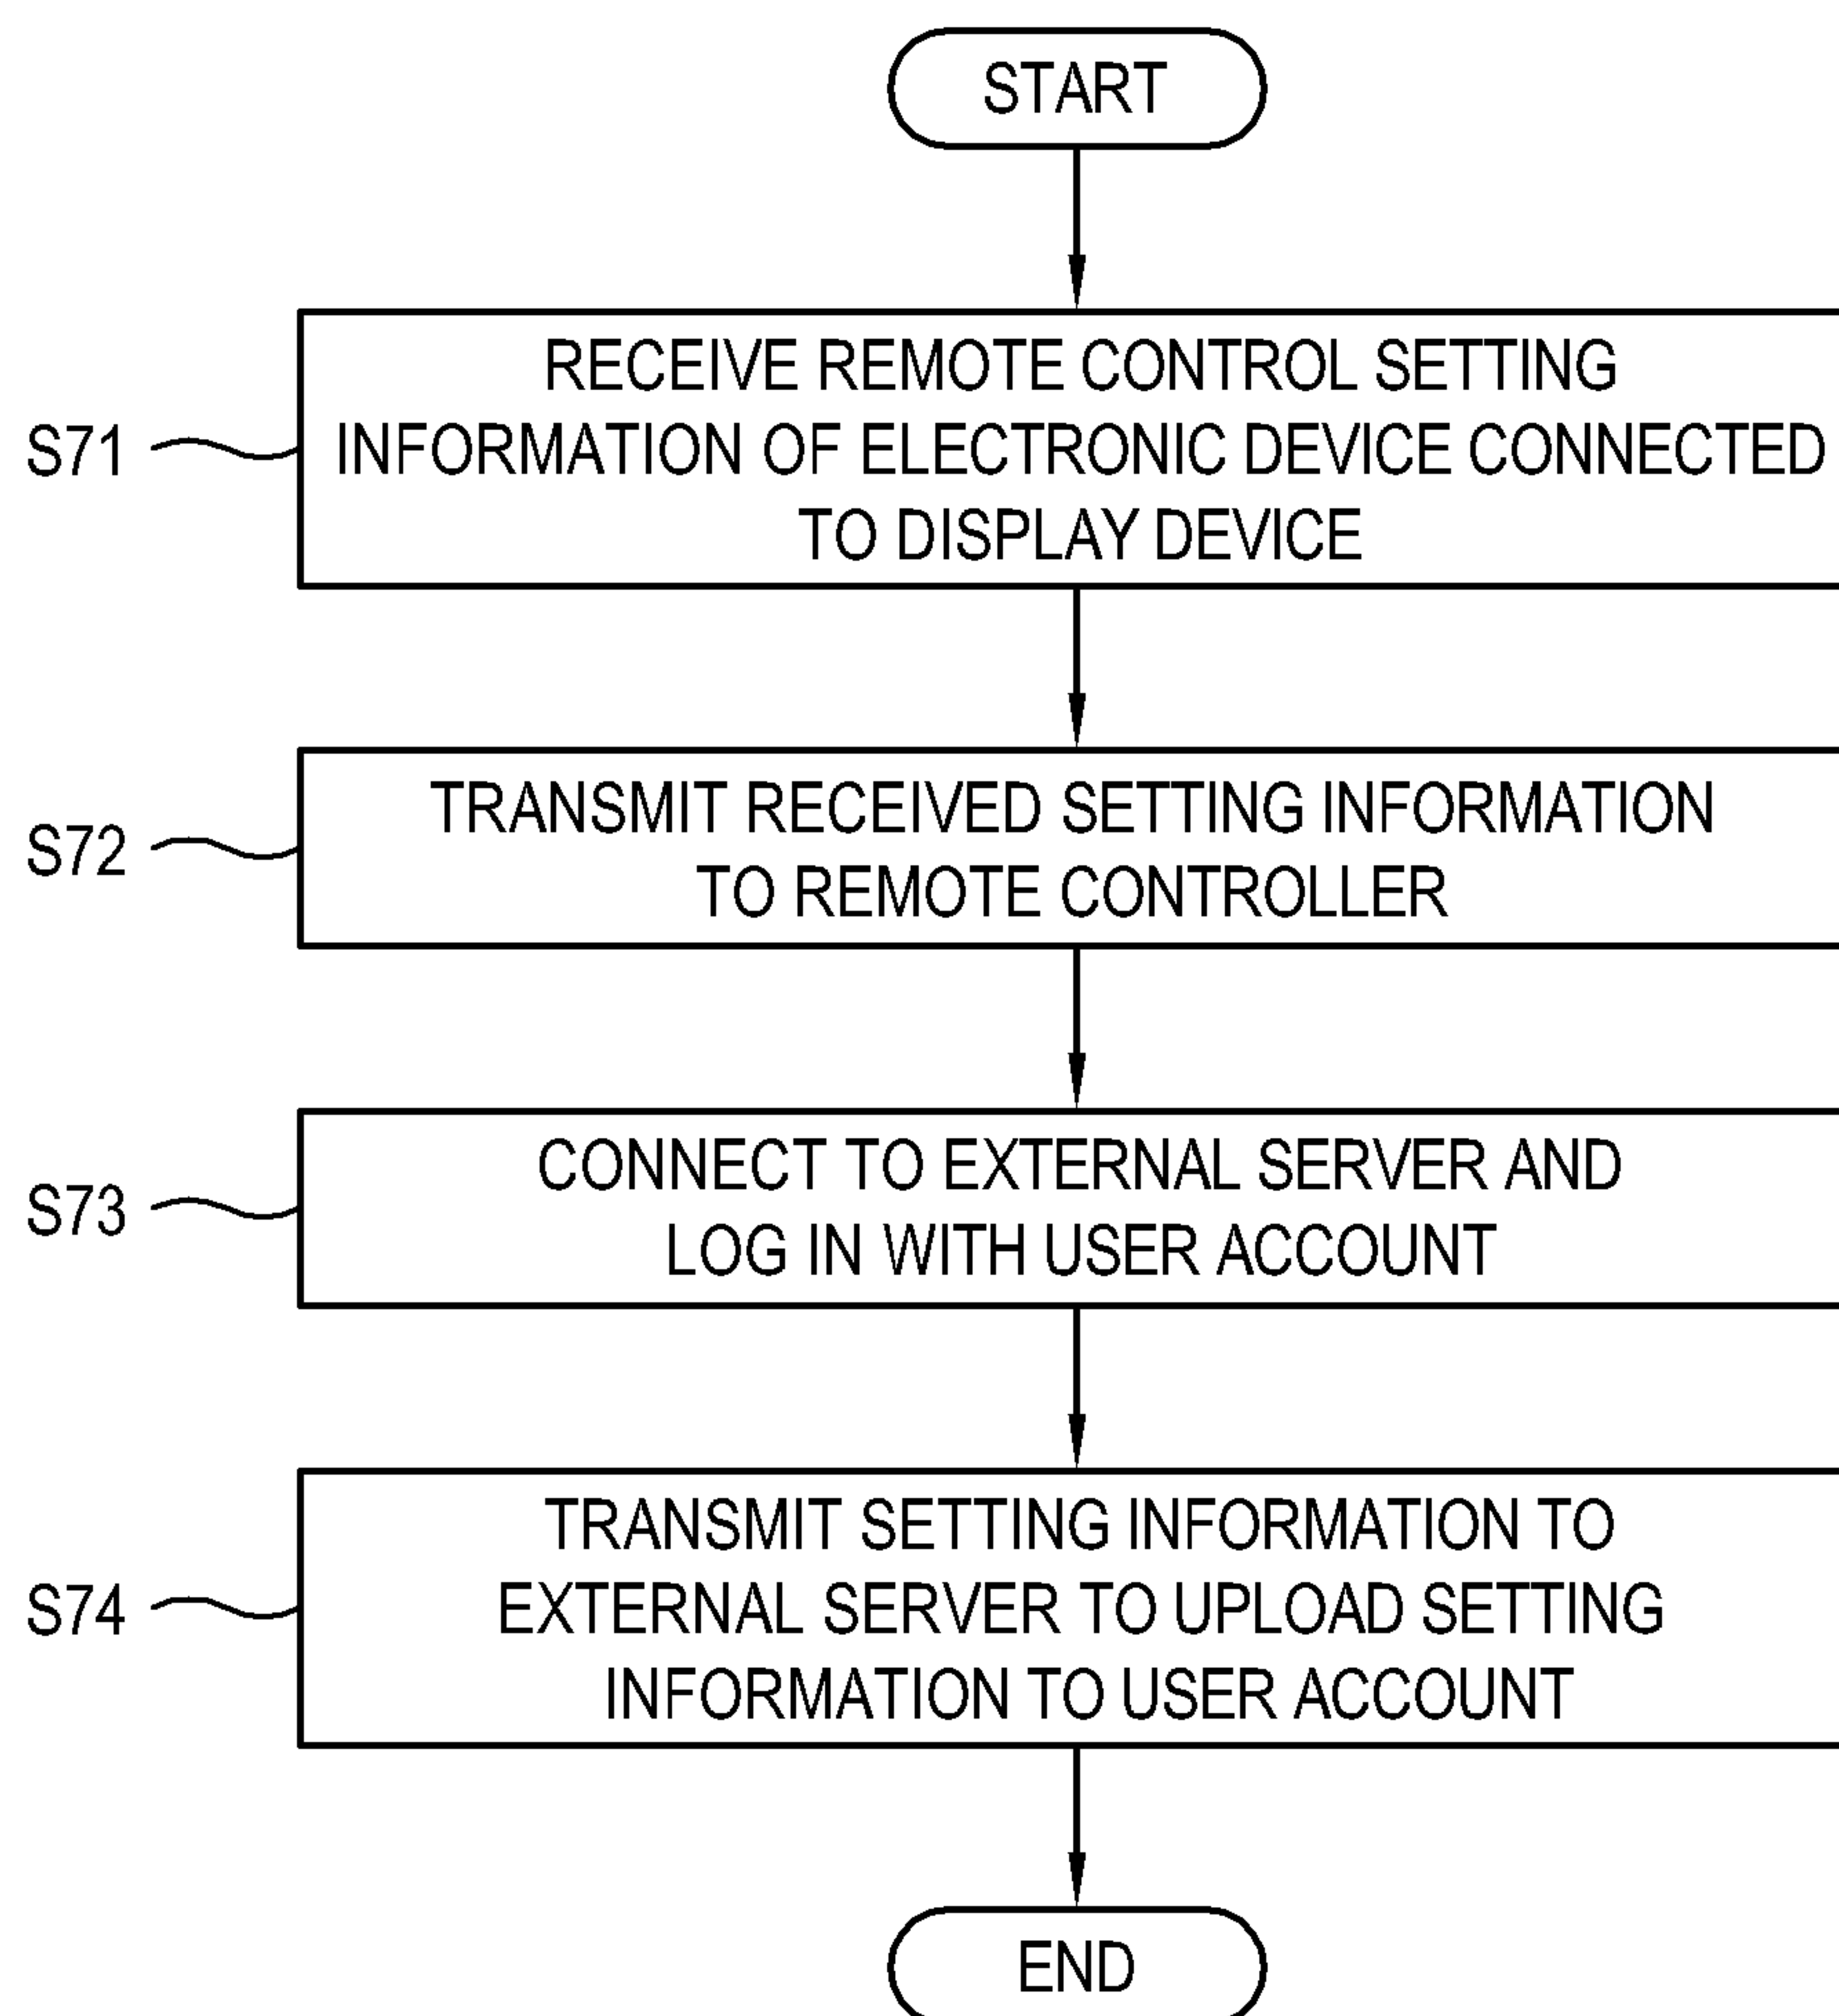 START
S71
RECEIVE REMOTE CONTROL SETTING
INFORMATION OF ELECTRONIC DEVICE CONNECTED
TO DISPLAY DEVICE
S72
TRANSMIT RECEIVED SETTING INFORMATION
TO REMOTE CONTROLLER
S73
CONNECT TO EXTERNAL SERVER AND
LOG IN WITH USER ACCOUNT
S74
TRANSMIT SETTING INFORMATION TO
EXTERNAL SERVER TO UPLOAD SETTING
INFORMATION TO USER ACCOUNT
END